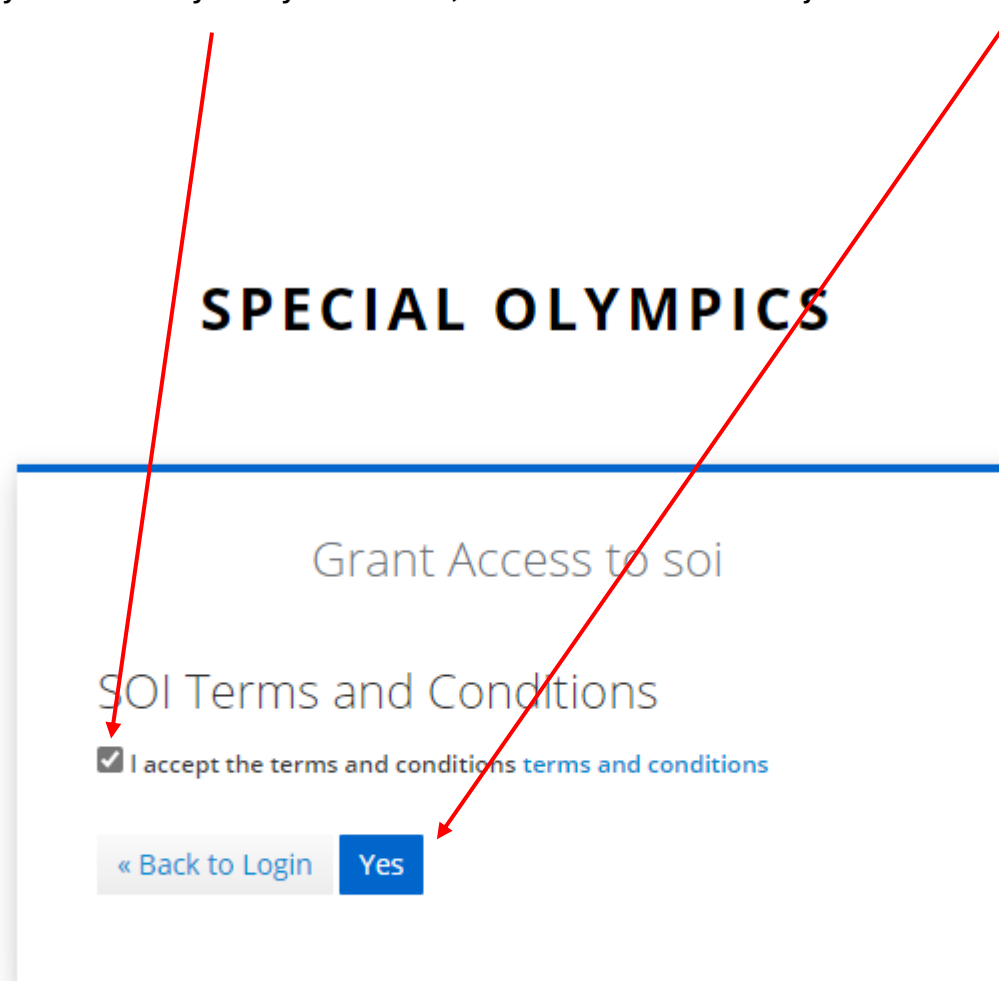 SPECIAL OLYMPICS
Grant Access to soi
SOI Terms and Conditions
I accept the terms and conditions terms and conditions
« Back to Login Yes